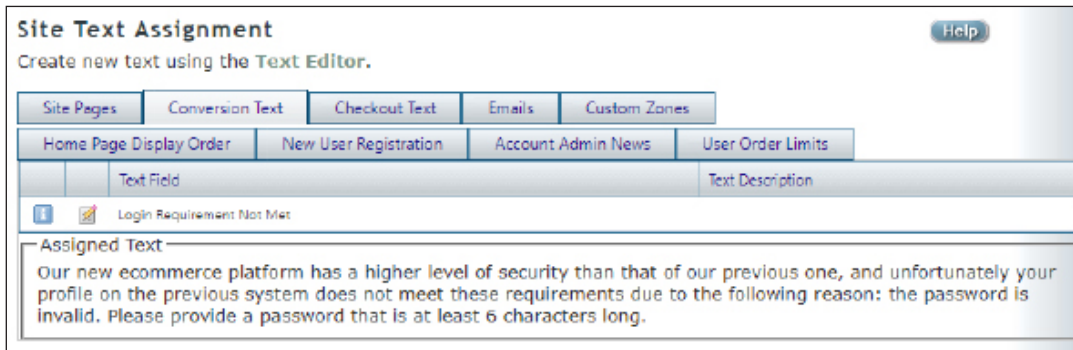 Site Text Assignment
Help
Create new text using the Text Editor.
Site Pages
Conversion Text
Checkout Text
Emails
Custom Zones
Home Page Display Order
New User Registration
Account Admin News
User Order Limits
Text Field
Text Description
Login Requirement Not Met
Assigned Text
Our new ecommerce platform has a higher level of security than that of our previous one, and unfortunately your
profile on the previous system does not meet these requirements due to the following reason: the password is
invalid. Please provide a password that is at least 6 characters long.